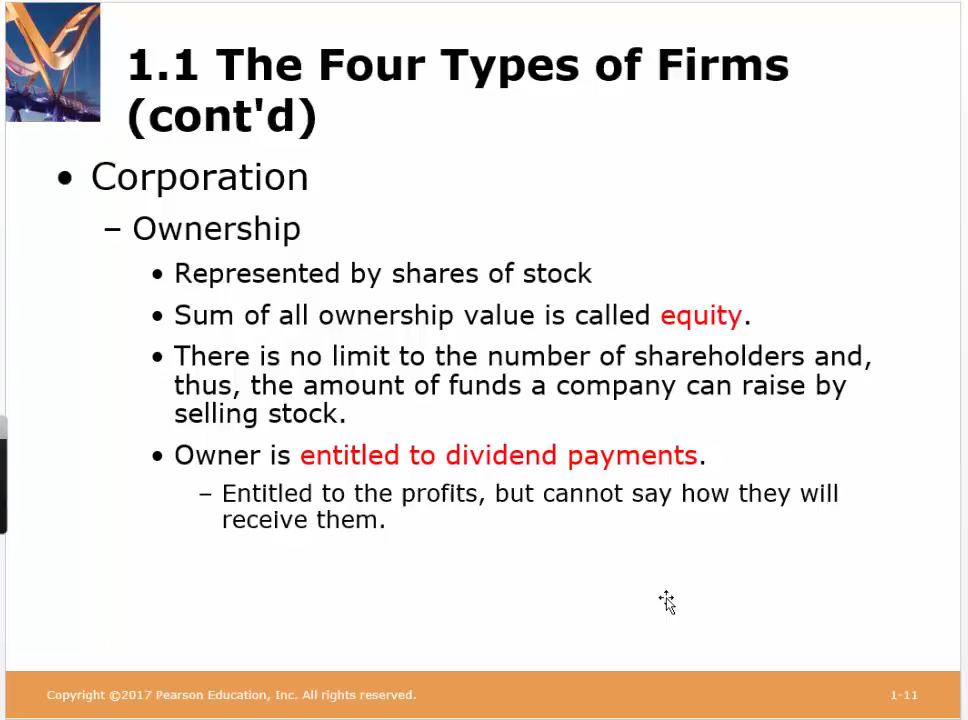 1.1 The Four Types of Firms
(cont'd)
• Corporation
– Ownership
• Represented by shares of stock
• Sum of all ownership value is called equity.
• There is no limit to the number of shareholders and,
thus, the amount of funds a company can raise by
selling stock.
• Owner is entitled to dividend payments.
– Entitled to the profits, but cannot say how they will
receive them.
Copyright ©2017 Pearson Education, Inc. All rights reserved.
1-11